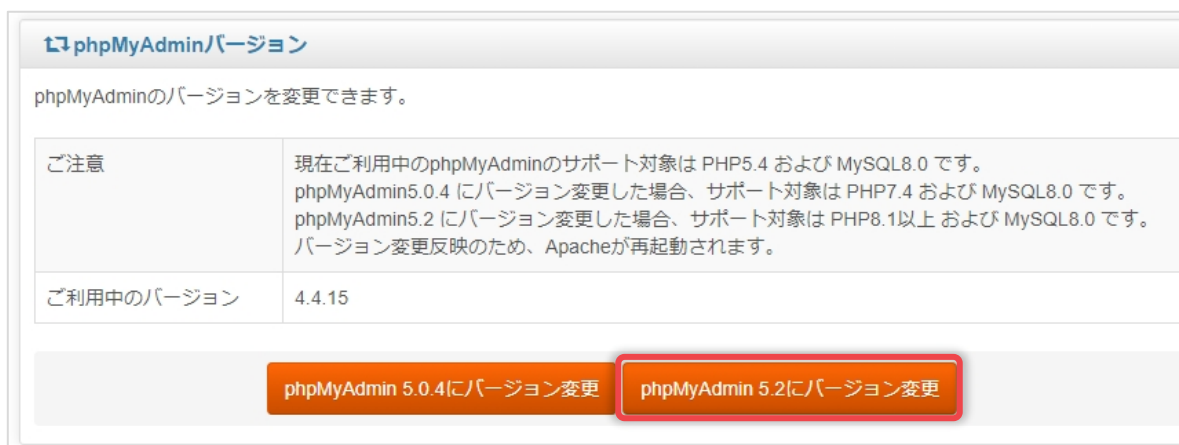 phpMyAdminバージョン
phpMyAdminのバージョンを変更できます。
ご注意
現在ご利用中のphpMyAdminのサポート対象は PHP5.4 および MySQL8.0 です。
phpMyAdmin5.0.4 にバージョン変更した場合、サポート対象は PHP7.4 および MySQL8.0 です。
phpMyAdmin5.2 にバージョン変更した場合、サポート対象は PHP8.1以上 および MySQL8.0 です。
バージョン変更反映のため、Apacheが再起動されます。
ご利用中のバージョン
4.4.15
phpMyAdmin 5.0.4にバージョン変更
phpMyAdmin 5.2にバージョン変更